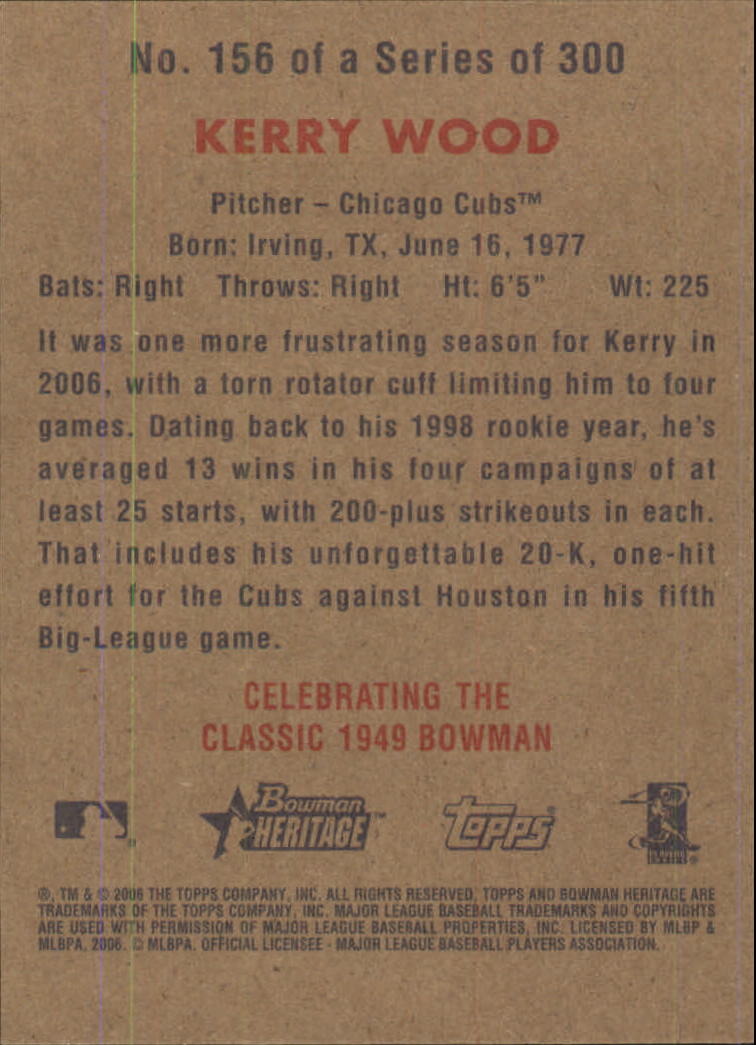 No. 156 of a Series of 300
KERRY WOOD
Pitcher – Chicago Cubs™
Born: Irving, TX, June 16, 1977
Bats: Right Throws: Right Ht: 6'5" Wt: 225
It was one more frustrating season for Kerry in
2006, with a torn rotator cuff limiting him to four
games. Dating back to his 1998 rookie year, he's
averaged 13 wins in his four campaigns of at
least 25 starts, with 200-plus strikeouts in each.
That includes his unforgettable 20-K, one-hit
effort for the Cubs against Houston in his fifth
Big-League game.
CELEBRATING THE
CLASSIC 1949 BOWMAN
Bowman HERITAGE™ Topps®
®, TM & © 2006 THE TOPPS COMPANY, INC. ALL RIGHTS RESERVED, TOPPS AND BOWMAN HERITAGE ARE
TRADEMARKS OF THE TOPPS COMPANY, INC. MAJOR LEAGUE BASEBALL TRADEMARKS AND COPYRIGHTS
ARE USED WITH PERMISSION OF MAJOR LEAGUE BASEBALL PROPERTIES, INC. LICENSED BY MLBP &
MLBPA. 2006. © MLBPA. OFFICIAL LICENSEE - MAJOR LEAGUE BASEBALL PLAYERS ASSOCIATION.